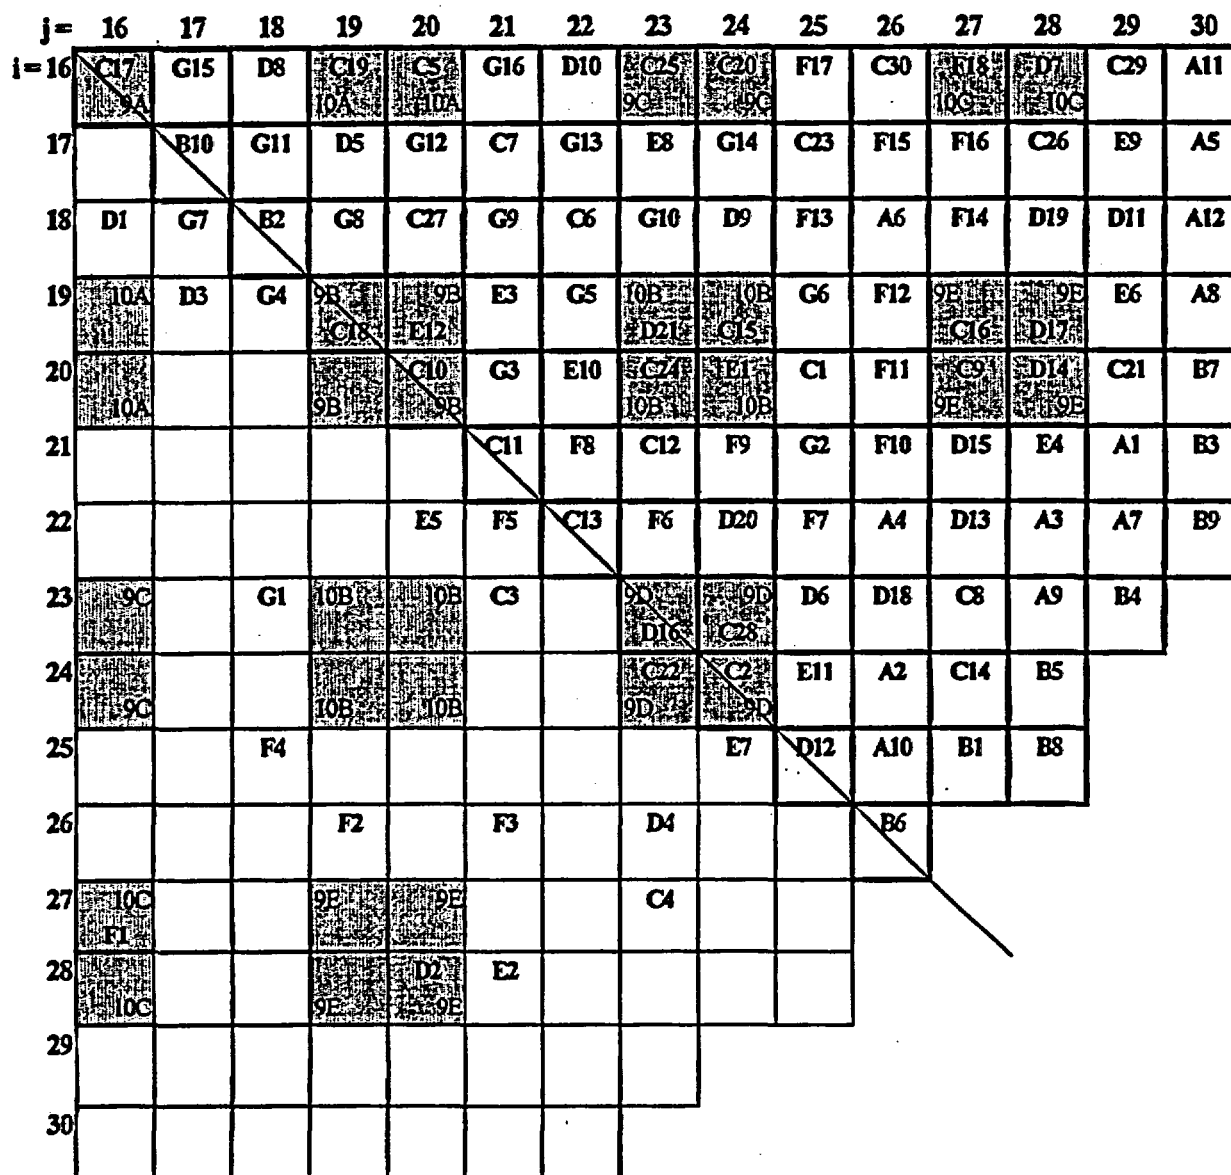 j = 16 17 18 19 20 21 22 23 24 25 26 27 28 29 30
i = 16 C17 G15 D8 C19 C5 G16 D10 C25 C20 F17 C30 F18 D7 C29 A11
9A 10A 10A 9C 9C 10C 10C
17 B10 G11 D5 G12 C7 G13 E8 G14 C23 F15 F16 C26 E9 A5
18 D1 G7 B2 G8 C27 G9 C6 G10 D9 F13 A6 F14 D19 D11 A12
19 10A D3 G4 9B 9B E3 G5 10B 10B G6 F12 9E 9E E6 A8
C18 E12 D21 C15 C16 D17
20 C10 G3 E10 C24 E1 C1 F11 C9 D14 C21 B7
10A 9B 9B 10B 10B 9E 9E
21 C11 F8 C12 F9 G2 F10 D15 E4 A1 B3
22 E5 F5 C13 F6 D20 F7 A4 D13 A3 A7 B9
23 9C G1 10B 10B C3 9D 9D D6 D18 C8 A9 B4
D16 C28
24 C22 C2 E11 A2 C14 B5
9C 10B 10B 9D 9D
25 F4 E7 D12 A10 B1 B8
26 F2 F3 D4 B6
27 10C 9E 9E C4
F1
28 D2 E2
10C 9E 9E
29
30